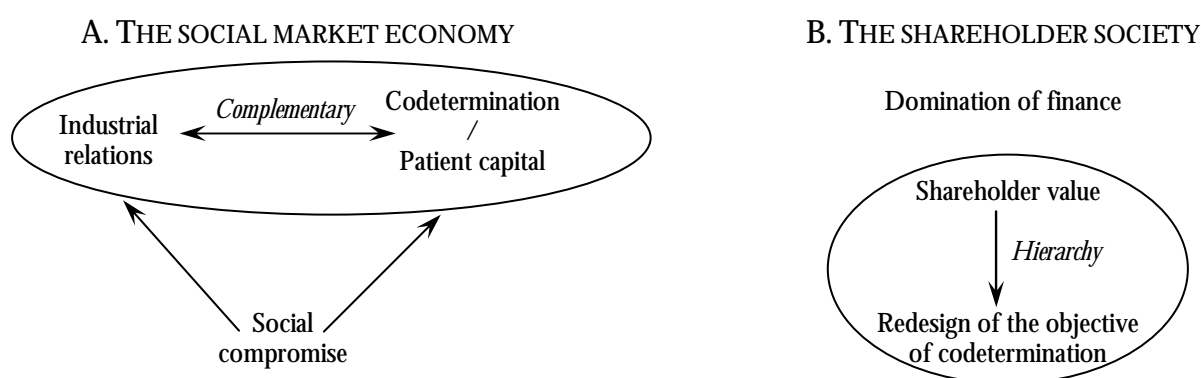 A. THE SOCIAL MARKET ECONOMY
Industrial
relations
Complementary
Codetermination
/
Patient capital
Social
compromise
B. THE SHAREHOLDER SOCIETY
Domination of finance
Shareholder value
Hierarchy
Redesign of the objective
of codetermination